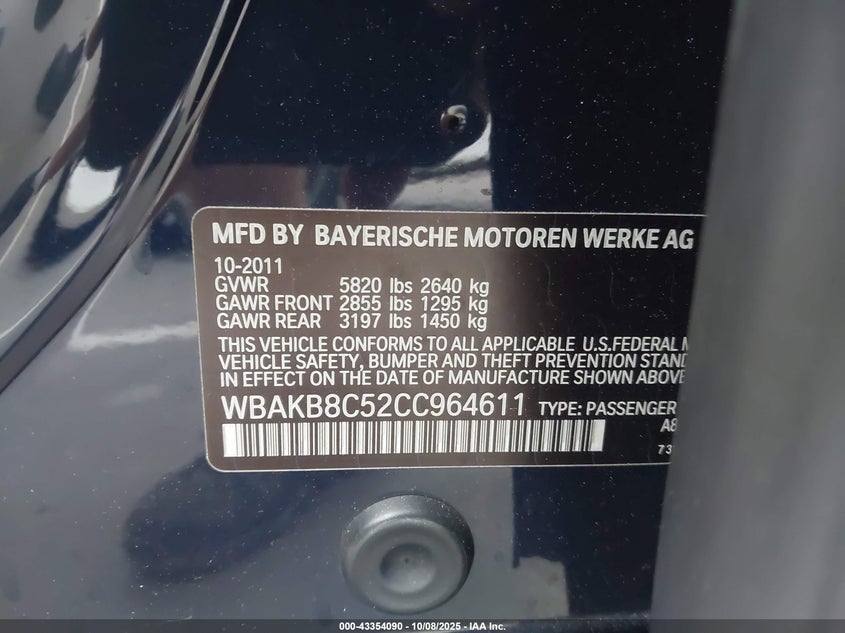 MFD BY BAYERISCHE MOTOREN WERKE AG
10-2011
GVWR 5820 lbs 2640 kg
GAWR FRONT 2855 lbs 1295 kg
GAWR REAR 3197 lbs 1450 kg
THIS VEHICLE CONFORMS TO ALL APPLICABLE U.S.FEDERAL M
VEHICLE SAFETY, BUMPER AND THEFT PREVENTION STAND
IN EFFECT ON THE DATE OF MANUFACTURE SHOWN ABOVE
WBAKB8C52CC964611 TYPE: PASSENGER
A8
73
000-43354090 - 10/08/2025 - IAA Inc.